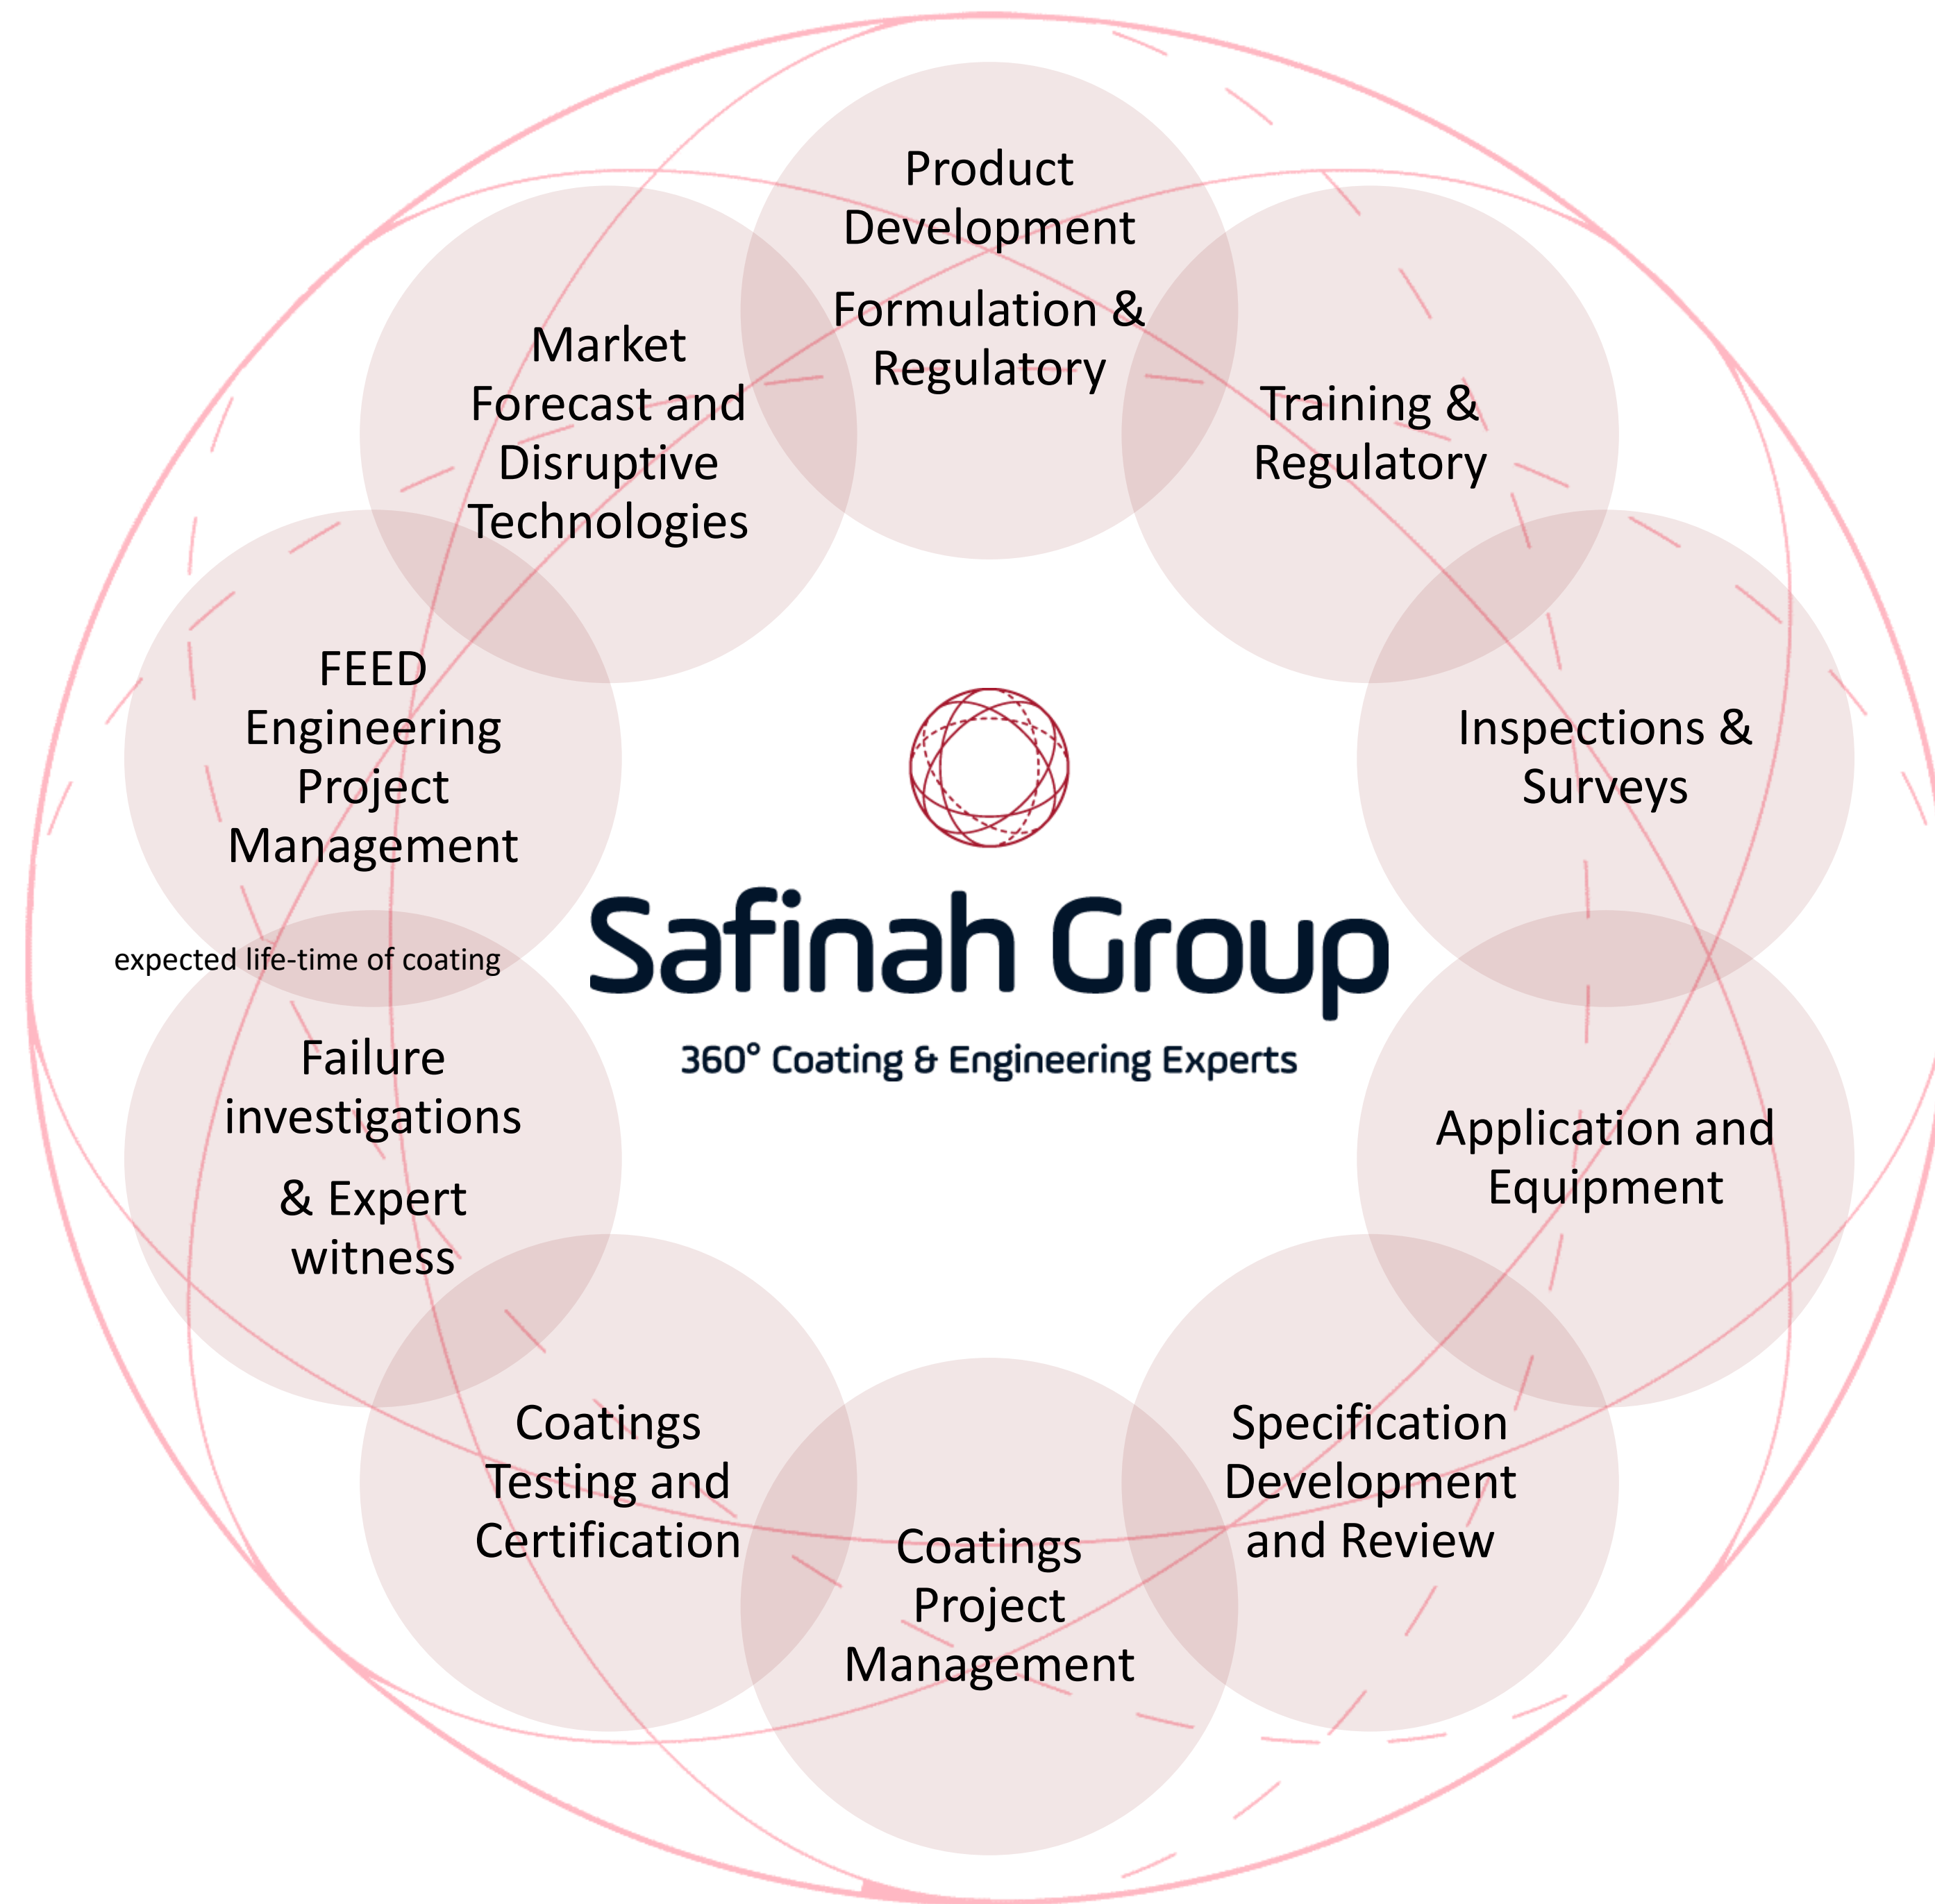 Product
Development
Formulation &
Regulatory
Training &
Regulatory
Inspections &
Surveys
Application and
Equipment
Specification
Development
and Review
Coatings
Project
Management
Coatings
Testing and
Certification
Failure
investigations
& Expert
witness
expected life-time of coating
FEED
Engineering
Project
Management
Market
Forecast and
Disruptive
Technologies
Safinah Group
360° Coating & Engineering Experts